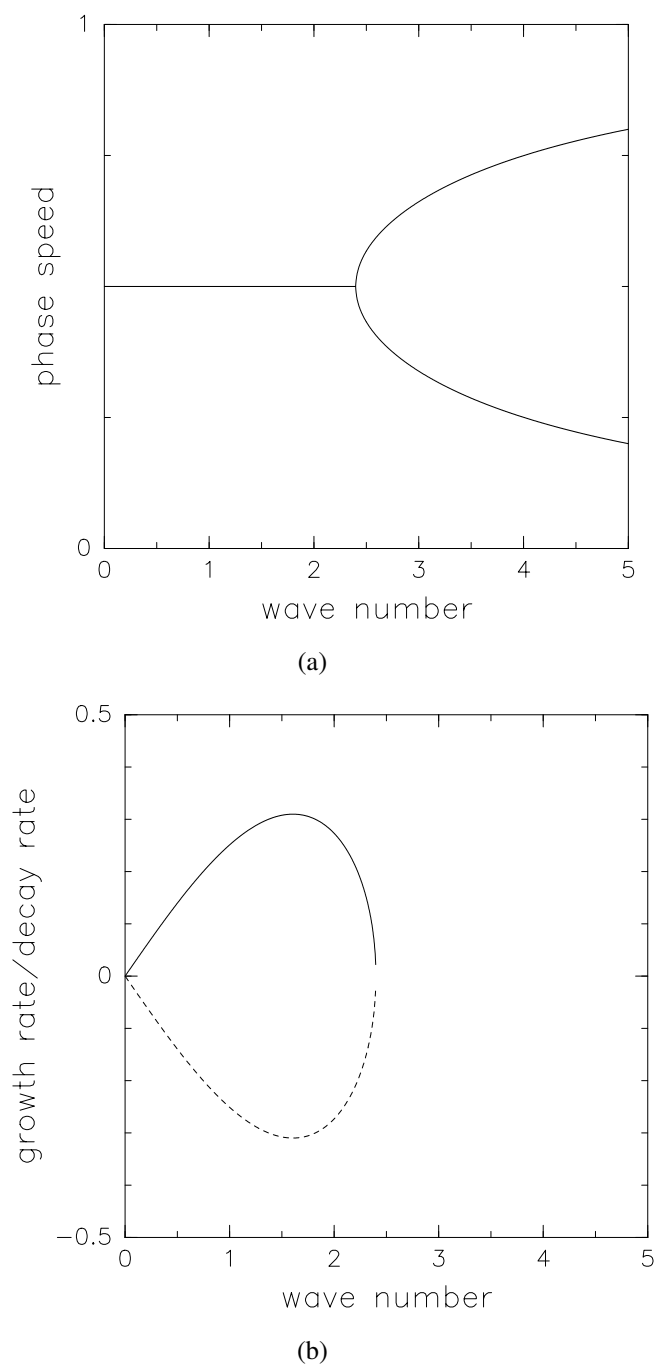 1
phase speed
0
0 1 2 3 4 5
wave number
(a)
0.5
growth rate/decay rate
0
−0.5
0 1 2 3 4 5
wave number
(b)